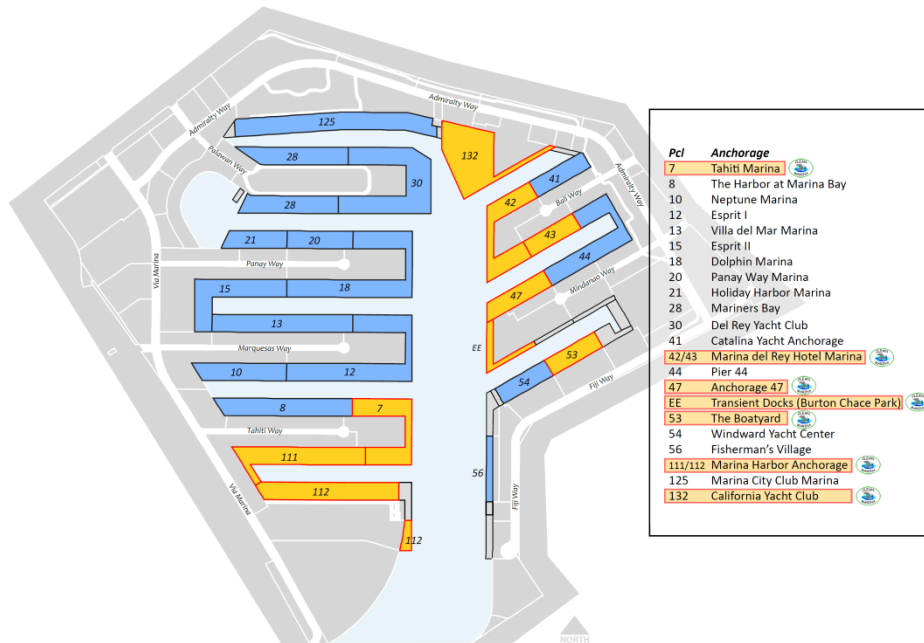 Admiralty Way
Admiralty Way
125
132
Palawan Way
28
30
28
41
Bali Way
Admiralty Way
42
43
21
20
Panay Way
44
Mindanao Way
Via Marina
15
18
47
13
EE
Marquesas Way
10
12
53
54
Fiji Way
8
7
Tahiti Way
111
56
112
Via Marina
Fiji Way
112
NORTH
Pcl Anchorage
7 Tahiti Marina
8 The Harbor at Marina Bay
10 Neptune Marina
12 Esprit I
13 Villa del Mar Marina
15 Esprit II
18 Dolphin Marina
20 Panay Way Marina
21 Holiday Harbor Marina
28 Mariners Bay
30 Del Rey Yacht Club
41 Catalina Yacht Anchorage
42/43 Marina del Rey Hotel Marina
44 Pier 44
47 Anchorage 47
EE Transient Docks (Burton Chace Park)
53 The Boatyard
54 Windward Yacht Center
56 Fisherman's Village
111/112 Marina Harbor Anchorage
125 Marina City Club Marina
132 California Yacht Club